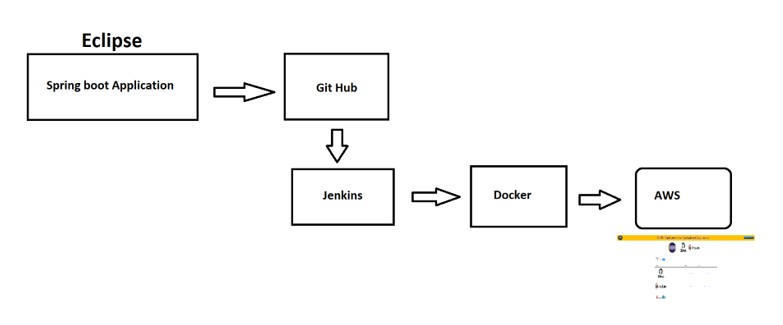 Eclipse
Spring boot Application
Git Hub
Jenkins
Docker
AWS